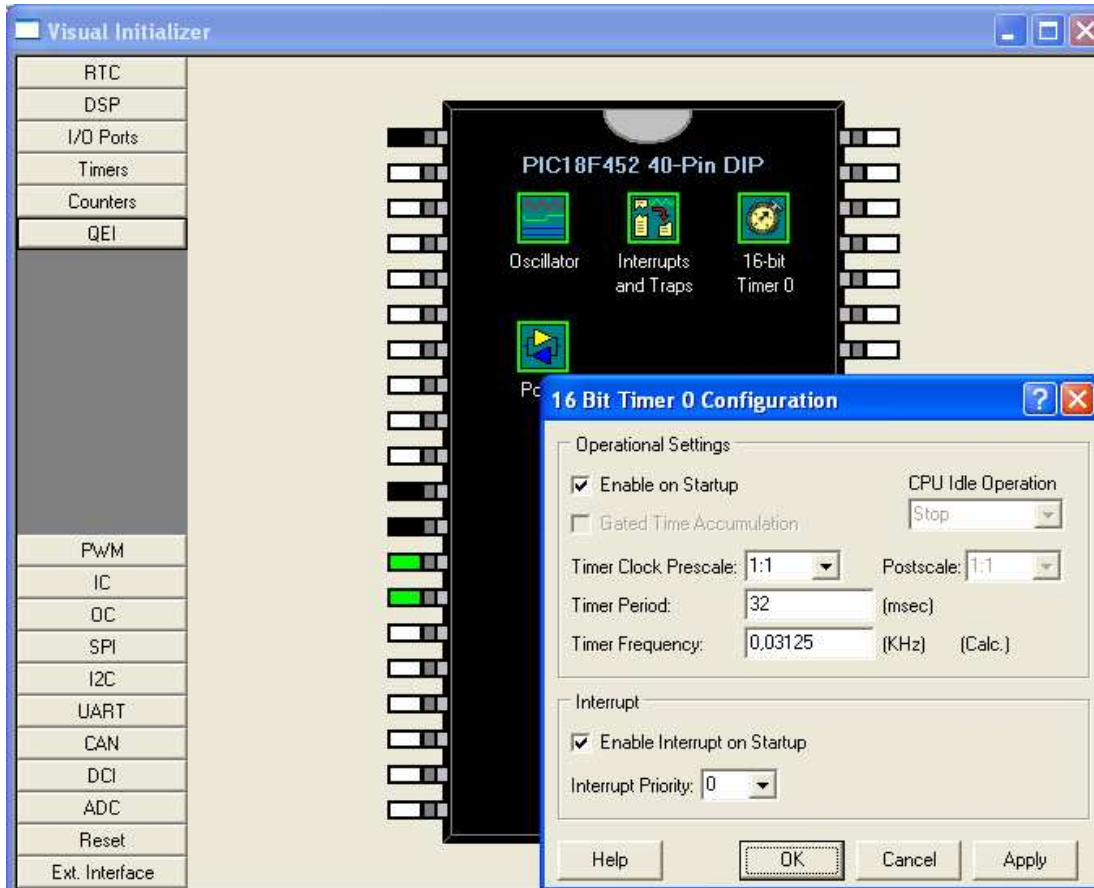 Visual Initializer
RTC
DSP
I/O Ports
Timers
Counters
QEI
PWM
IC
OC
SPI
I2C
UART
CAN
DCI
ADC
Reset
Ext. Interface
PIC18F452 40-Pin DIP
Oscillator
Interrupts
and Traps
16-bit
Timer 0
16 Bit Timer 0 Configuration
Operational Settings
Enable on Startup
CPU Idle Operation
Gated Time Accumulation
Stop
Timer Clock Prescale: 1:1
Postscale: 1:1
Timer Period: 32 (msec)
Timer Frequency: 0,03125 (KHz) (Calc.)
Interrupt
Enable Interrupt on Startup
Interrupt Priority: 0
Help
OK
Cancel
Apply